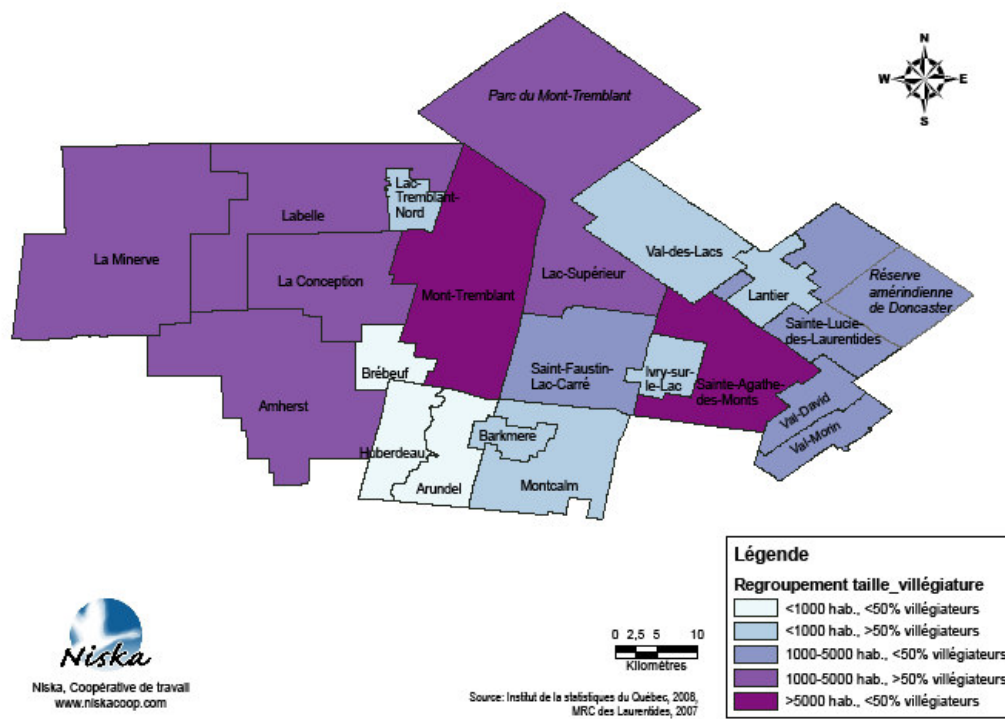 N
W E
S
Parc du Mont-Tremblant
Lac-
Tremblant-
Nord
Labelle
Val-des-Lacs
La Minerve
La Conception
Mont-Tremblant
Lac-Supérieur
Lantier
Réserve
amérindienne
de Doncaster
Sainte-Lucie-
des-Laurentides
Brébeuf
Saint-Faustin-
Lac-Carré
Ivry-sur-
le-Lac
Sainte-Agathe-
des-Monts
Amherst
Val-David
Val-Morin
Huberdeau
Barkmere
Arundel
Montcalm
Légende
Regroupement taille_villégiature
<1000 hab., <50% villégiateurs
<1000 hab., >50% villégiateurs
1000-5000 hab., <50% villégiateurs
1000-5000 hab., >50% villégiateurs
>5000 hab., <50% villégiateurs
0 2,5 5 10
Kilomètres
Niska
Niska, Coopérative de travail
www.niskacoop.com
Source: Institut de la statistiques du Québec, 2008,
MRC des Laurentides, 2007